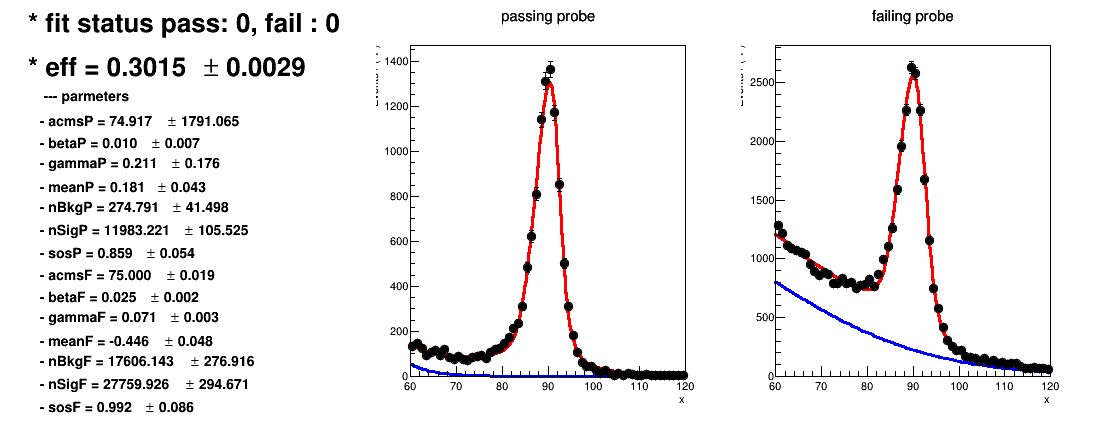 * fit status pass: 0, fail : 0
* eff = 0.3015 ± 0.0029
--- parmeters
- acmsP = 74.917 ± 1791.065
- betaP = 0.010 ± 0.007
- gammaP = 0.211 ± 0.176
- meanP = 0.181 ± 0.043
- nBkgP = 274.791 ± 41.498
- nSigP = 11983.221 ± 105.525
- sosP = 0.859 ± 0.054
- acmsF = 75.000 ± 0.019
- betaF = 0.025 ± 0.002
- gammaF = 0.071 ± 0.003
- meanF = -0.446 ± 0.048
- nBkgF = 17606.143 ± 276.916
- nSigF = 27759.926 ± 294.671
- sosF = 0.992 ± 0.086
passing probe
1400
1200
1000
800
600
400
200
0
60 70 80 90 100 110 120
x
failing probe
2500
2000
1500
1000
500
0
60 70 80 90 100 110 120
x